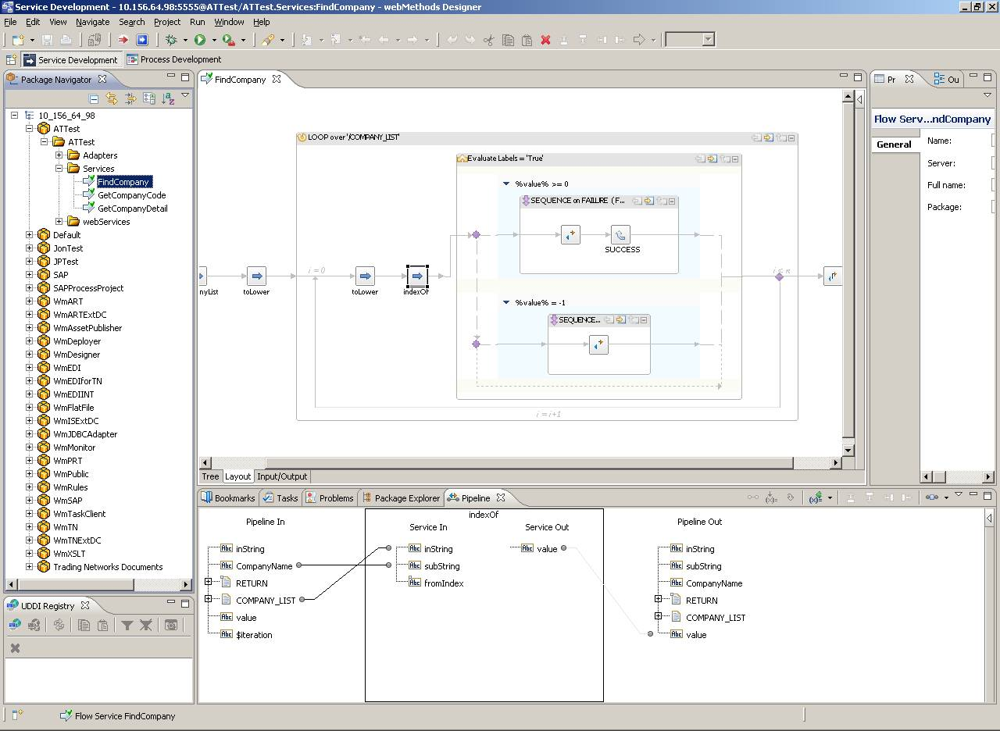 Service Development - 10.156.64.98:5555@ATTest/ATTest.Services:FindCompany - webMethods Designer
File Edit View Navigate Search Project Run Window Help
Service Development Process Development
Package Navigator
10_156_64_98
ATTest
ATTest
Adapters
Services
FindCompany
GetCompanyCode
GetCompanyDetail
webServices
Default
JonTest
JPTest
SAP
SAPProcessProject
WmART
WmARTExtDC
WmAssetPublisher
WmDeployer
WmDesigner
WmEDI
WmEDIforTN
WmEDIINT
WmFlatFile
WmISExtDC
WmJDBCAdapter
WmMonitor
WmPRT
WmPublic
WmRules
WmSAP
WmTaskClient
WmTN
WmTNExtDC
WmXSLT
Trading Networks Documents
UDDI Registry
FindCompany
LOOP over '/COMPANY_LIST'
Evaluate Labels = 'True'
%value% >= 0
SEQUENCE on FAILURE (F...
SUCCESS
i = 0
i < n
nyList
toLower
toLower
indexOf
%value% = -1
SEQUENCE...
i = i+1
Tree Layout Input/Output
Pr Ou
Flow Serv...ndCompany
General
Name:
Server:
Full name:
Package:
Bookmarks Tasks Problems Package Explorer Pipeline
indexOf
Pipeline In
inString
CompanyName
RETURN
COMPANY_LIST
value
$iteration
Service In
inString
subString
fromIndex
Service Out
value
Pipeline Out
inString
subString
CompanyName
RETURN
COMPANY_LIST
value
Flow Service FindCompany